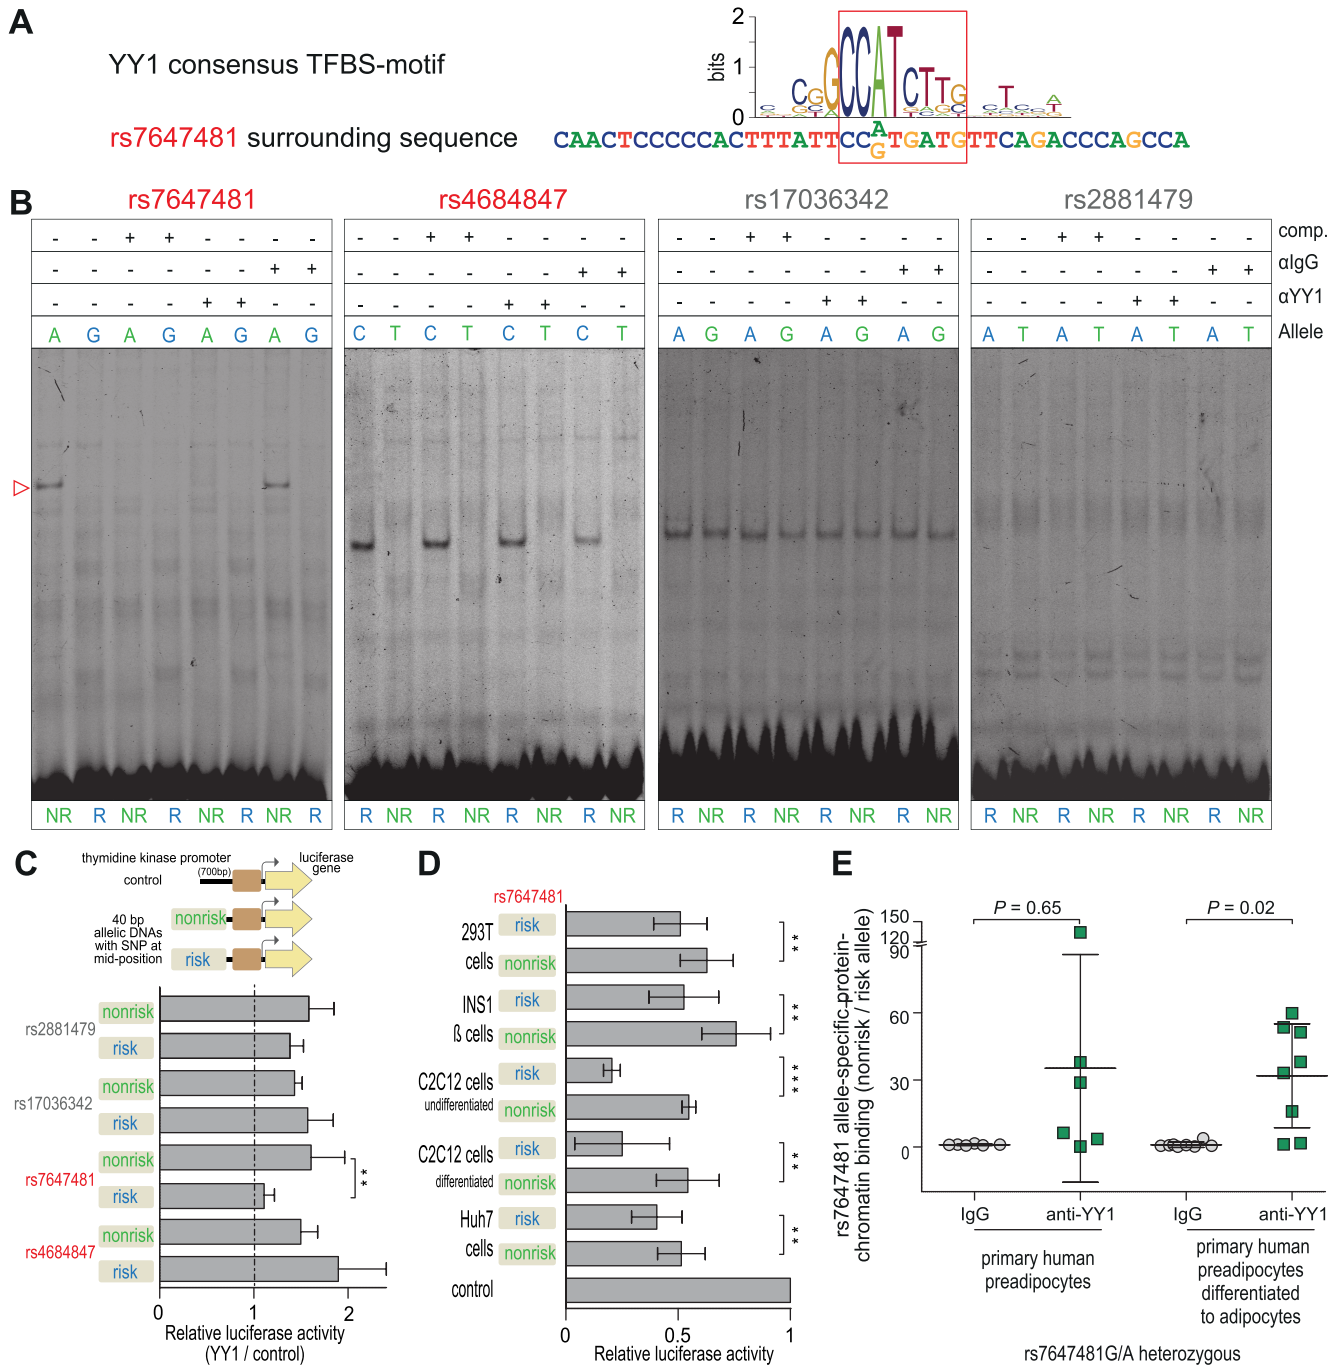 A
YY1 consensus TFBS-motif
bits
2
1
0
rs7647481 surrounding sequence
CAACTCCCCCACTTTATTCC A/G TGATGTTCAGACCCAGCCA
B
rs7647481 rs4684847 rs17036342 rs2881479
- - + + - - - - - - + + - - - - - - + + - - - - - - + + - - - - comp.
- - - - - - + + - - - - - - + + - - - - - - + + - - - - - - + + αIgG
- - - - + + - - - - - - + + - - - - - - + + - - - - - - + + - - αYY1
A G A G A G A G C T C T C T C T A G A G A G A G A T A T A T A T Allele
NR R NR R NR R NR R R NR R NR R NR R NR R NR R NR R NR R NR R NR R NR R NR R NR
C
thymidine kinase promoter
(700bp)
luciferase
gene
control
40 bp
allelic DNAs
with SNP at
mid-position
nonrisk
risk
rs2881479
nonrisk
risk
rs17036342
nonrisk
risk
rs7647481
nonrisk
risk
**
rs4684847
nonrisk
risk
0 1 2
Relative luciferase activity
(YY1 / control)
D
rs7647481
293T
cells
risk
nonrisk
**
INS1
ß cells
risk
nonrisk
**
C2C12 cells
undifferentiated
risk
nonrisk
***
C2C12 cells
differentiated
risk
nonrisk
**
Huh7
cells
risk
nonrisk
**
control
0 0.5 1
Relative luciferase activity
E
rs7647481 allele-specific-protein-
chromatin binding (nonrisk / risk allele)
150
120
90
60
30
0
P = 0.65
P = 0.02
IgG anti-YY1 IgG anti-YY1
primary human
preadipocytes
primary human
preadipocytes
differentiated
to adipocytes
rs7647481G/A heterozygous